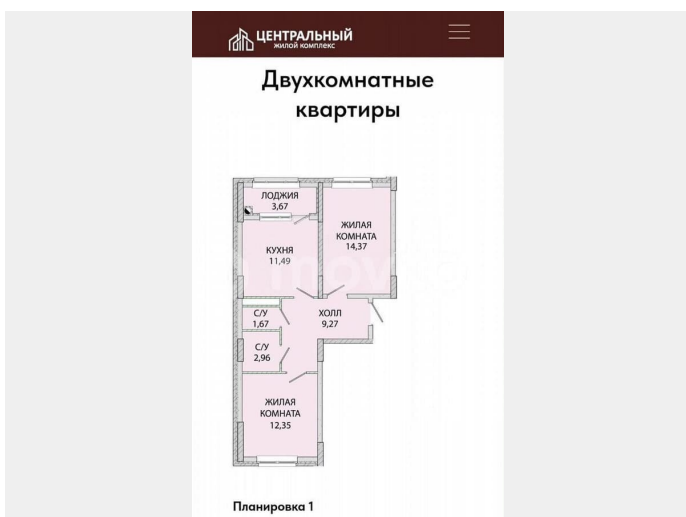 ЦЕНТРАЛЬНЫЙ
ЖИЛОЙ КОМПЛЕКС
Двухкомнатные
квартиры
ЛОДЖИЯ
3,67
ЖИЛАЯ
КОМНАТА
14,37
КУХНЯ
11,49
С/У
1,67
ХОЛЛ
9,27
С/У
2,96
ЖИЛАЯ
КОМНАТА
12,35
Планировка 1